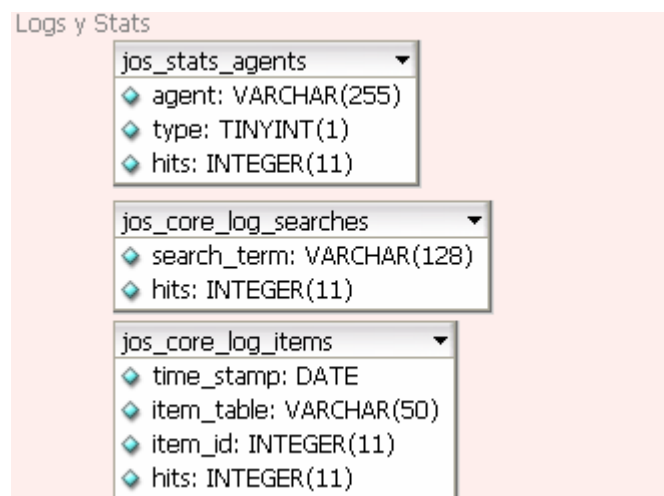 Logs y Stats
jos_stats_agents
agent: VARCHAR(255)
type: TINYINT(1)
hits: INTEGER(11)
jos_core_log_searches
search_term: VARCHAR(128)
hits: INTEGER(11)
jos_core_log_items
time_stamp: DATE
item_table: VARCHAR(50)
item_id: INTEGER(11)
hits: INTEGER(11)